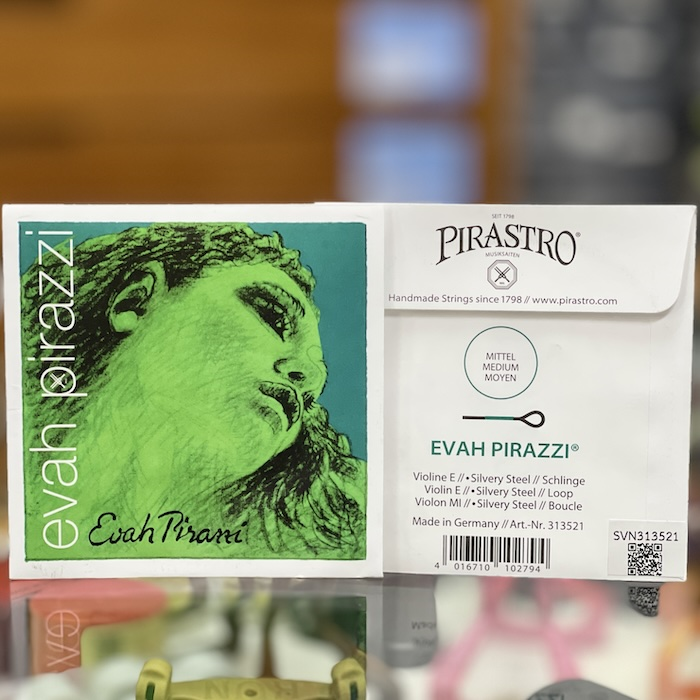 evah pirazzi
Evah Pirazzi
SEIT 1798
PIRASTRO®
MUSIKSAITEN
Handmade Strings since 1798 // www.pirastro.com
MITTEL
MEDIUM
MOYEN
EVAH PIRAZZI®
Violine E // • Silvery Steel // Schlinge
Violin E // • Silvery Steel // Loop
Violon MI // • Silvery Steel // Boucle
Made in Germany // Art.-Nr. 313521
SVN313521
4 016710 102794